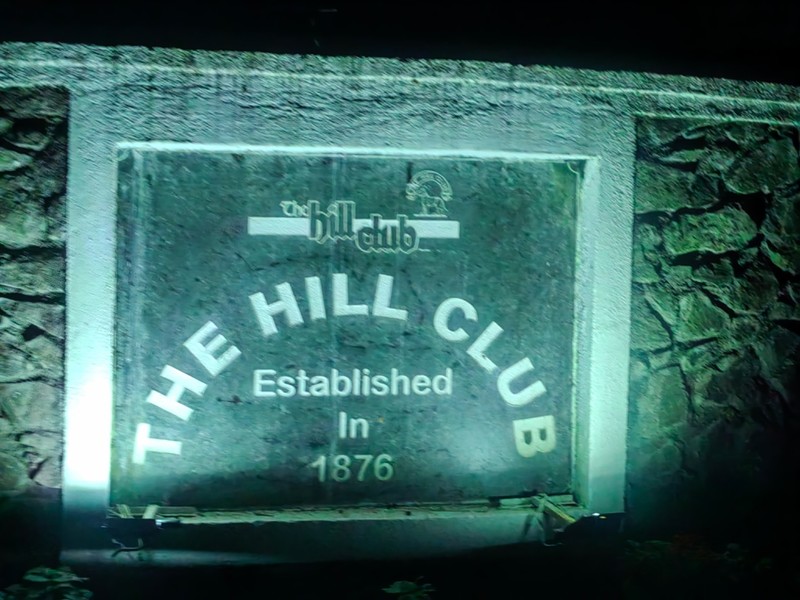 The hill club
THE HILL CLUB
Established
In
1876